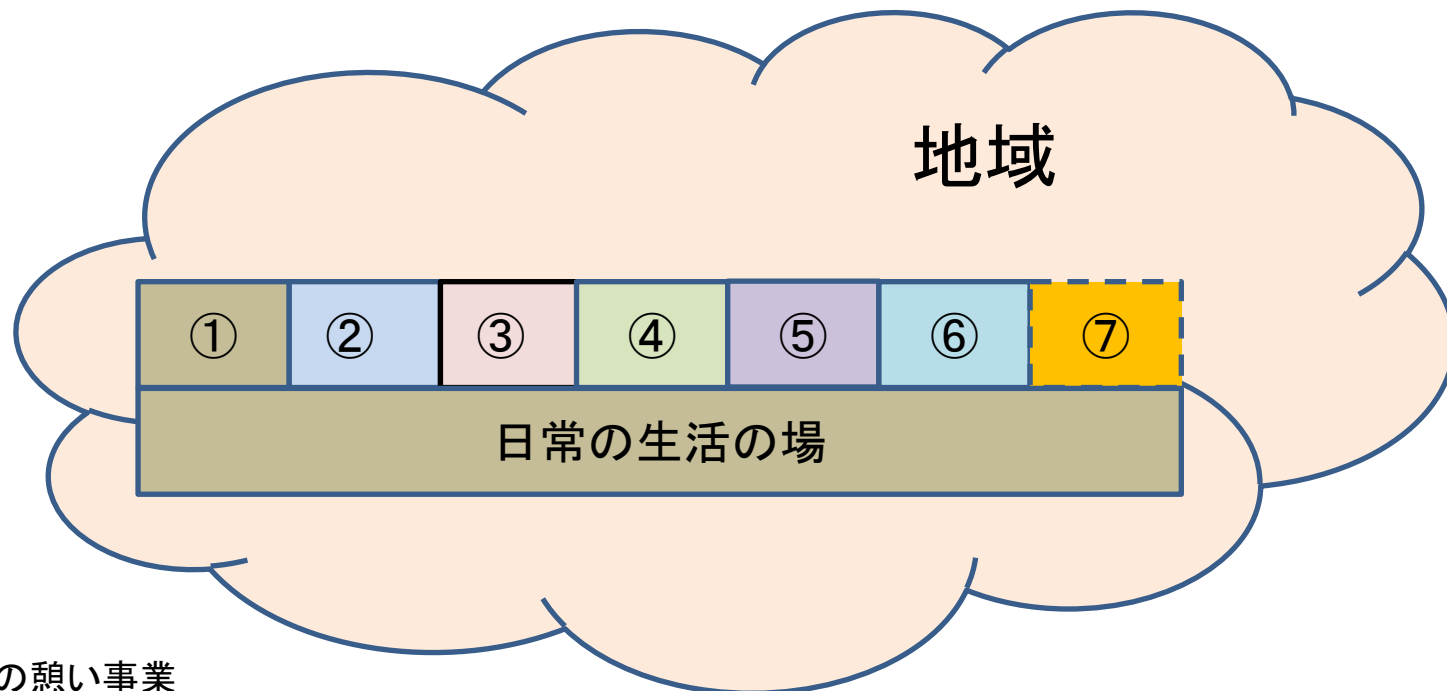 地域
① ② ③ ④ ⑤ ⑥ ⑦
日常の生活の場
の憩い事業